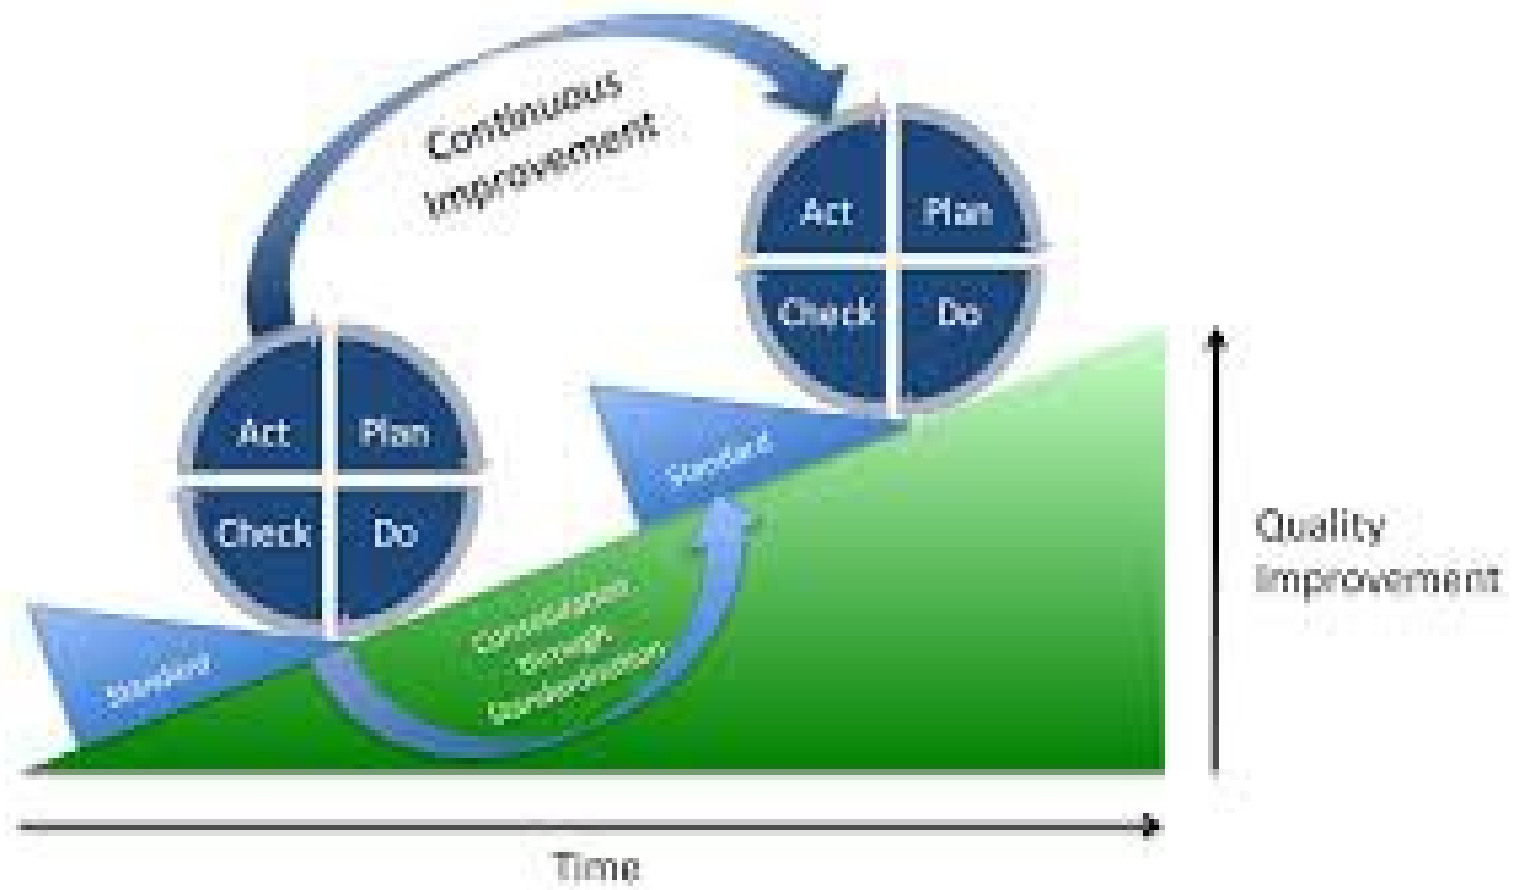 Continuous
Improvement
Act
Plan
Check
Do
Act
Plan
Check
Do
Standard
Standard
Consolidation
through
Standardization
Quality
Improvement
Time